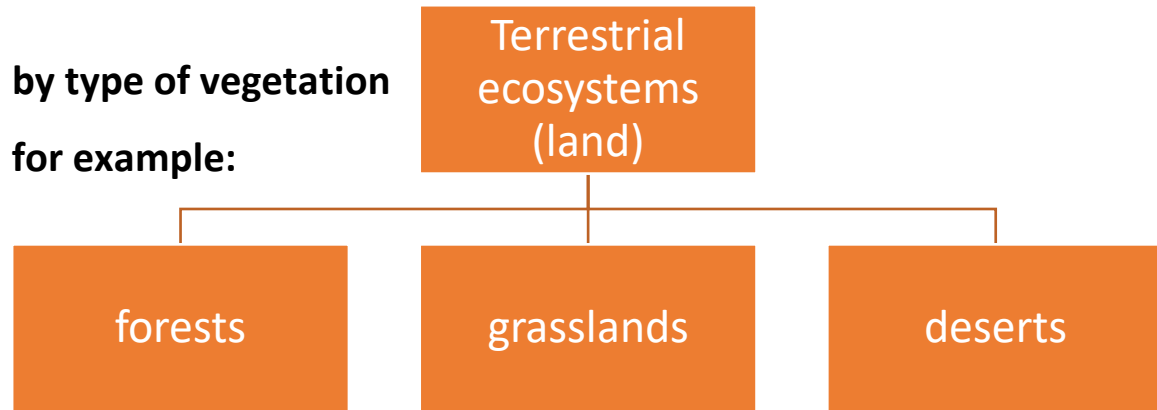 by type of vegetation
for example:
Terrestrial
ecosystems
(land)
forests
grasslands
deserts